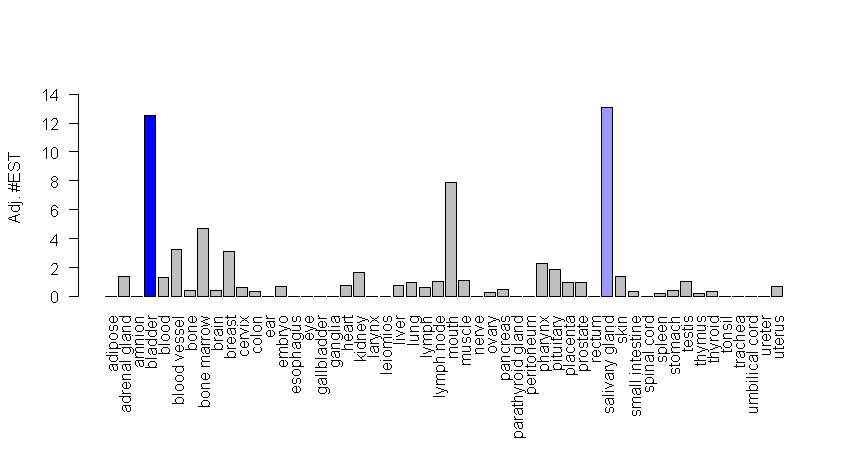 Adj. #EST
14
12
10
8
6
4
2
0
adipose
adrenal gland
amnion
bladder
blood
blood vessel
bone
bone marrow
brain
breast
cervix
colon
ear
embryo
esophagus
eye
gallbladder
ganglia
heart
kidney
larynx
leiomios
liver
lung
lymph
lymph node
mouth
muscle
nerve
ovary
pancreas
parathyroid gland
peritoneum
pharynx
pituitary
placenta
prostate
rectum
salivary gland
skin
small intestine
spinal cord
spleen
stomach
testis
thymus
thyroid
tonsil
trachea
umbilical cord
ureter
uterus